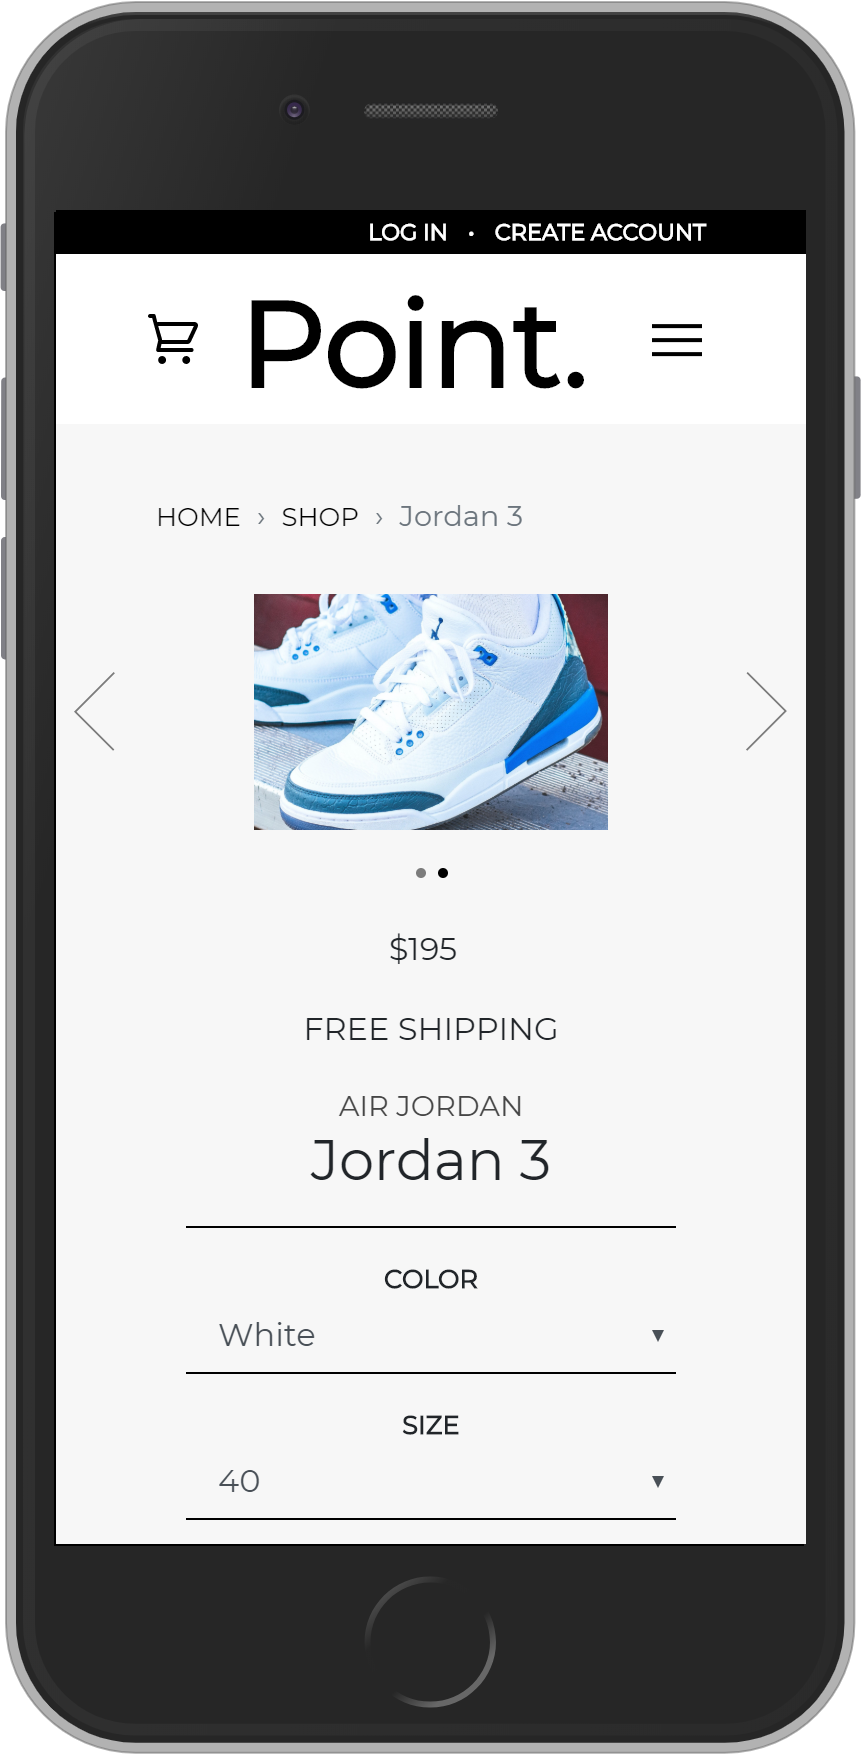 LOG IN • CREATE ACCOUNT
Point.
HOME › SHOP › Jordan 3
$195
FREE SHIPPING
AIR JORDAN
Jordan 3
COLOR
White
SIZE
40